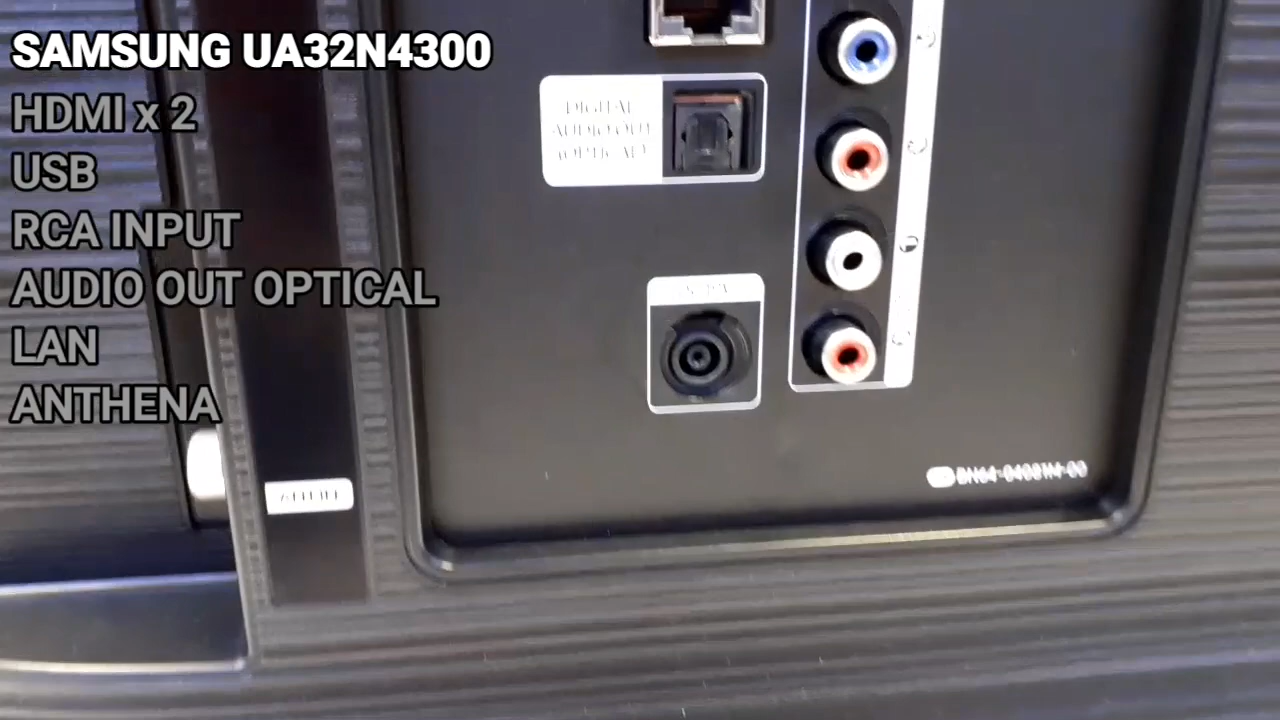 SAMSUNG UA32N4300
HDMI x 2
USB
RCA INPUT
AUDIO OUT OPTICAL
LAN
ANTHENA
DIGITAL
AUDIO OUT
(OPTICAL)